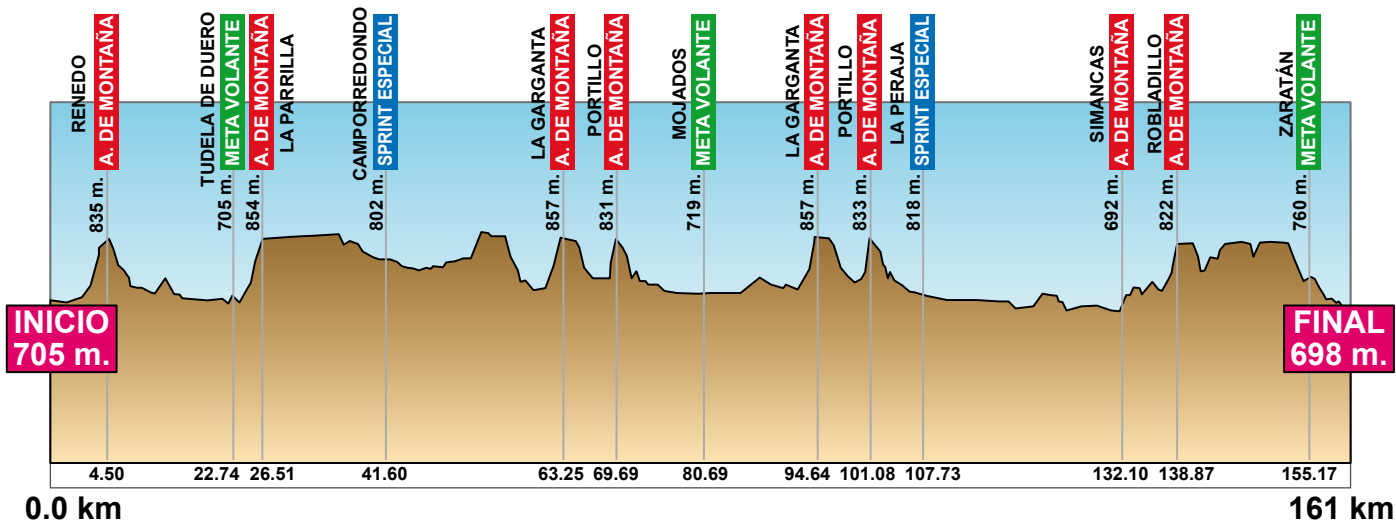 RENEDO
A. DE MONTAÑA
835 m.
TUDELA DE DUERO
META VOLANTE
705 m.
A. DE MONTAÑA
LA PARRILLA
854 m.
CAMPORREDONDO
SPRINT ESPECIAL
802 m.
LA GARGANTA
A. DE MONTAÑA
857 m.
PORTILLO
A. DE MONTAÑA
831 m.
MOJADOS
META VOLANTE
719 m.
LA GARGANTA
A. DE MONTAÑA
857 m.
PORTILLO
A. DE MONTAÑA
833 m.
LA PERAJA
SPRINT ESPECIAL
818 m.
SIMANCAS
A. DE MONTAÑA
692 m.
ROBLADILLO
A. DE MONTAÑA
822 m.
ZARATÁN
META VOLANTE
760 m.
INICIO
705 m.
FINAL
698 m.
4.50 22.74 26.51 41.60 63.25 69.69 80.69 94.64 101.08 107.73 132.10 138.87 155.17
0.0 km 161 km